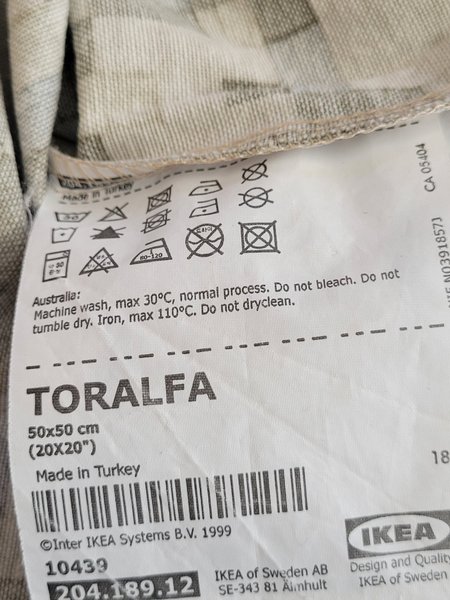 Made in Turkey
CA 05404
80-120
Australia:
Machine wash, max 30°C, normal process. Do not bleach. Do not
tumble dry. Iron, max 110°C. Do not dryclean.
TORALFA
50x50 cm
(20X20")
Made in Turkey
18
©Inter IKEA Systems B.V. 1999
10439
204.189.12
IKEA of Sweden AB
SE-343 81 Älmhult
IKEA
Design and Quality
IKEA of Sweden